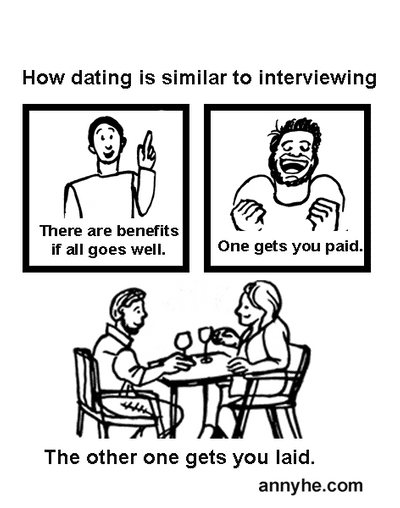 How dating is similar to interviewing
There are benefits
if all goes well.
One gets you paid.
The other one gets you laid.
annyhe.com